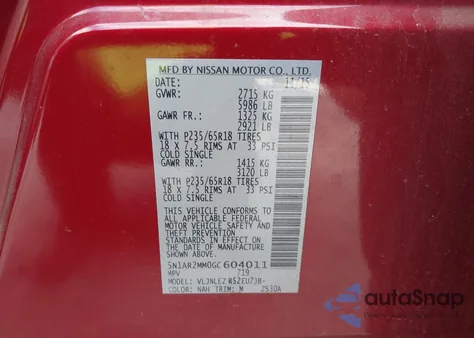 MFD BY NISSAN MOTOR CO., LTD.
DATE: 11/15
GVWR: 2715 KG
5986 LB
GAWR FR.: 1325 KG
2921 LB
WITH P235/65R18 TIRES
18 X 7.5 RIMS AT 33 PSI
COLD SINGLE
GAWR RR.: 1415 KG
3120 LB
WITH P235/65R18 TIRES
18 X 7.5 RIMS AT 33 PSI
COLD SINGLE
THIS VEHICLE CONFORMS TO
ALL APPLICABLE FEDERAL
MOTOR VEHICLE SAFETY
STANDARDS IN EFFECT ON THE
DATE OF MANUFACTURE SHOWN
ABOVE.
5N1AR2MM0GC604011
MPV 719
MODEL:
COLOR: NAH TRIM: M
autoSnap